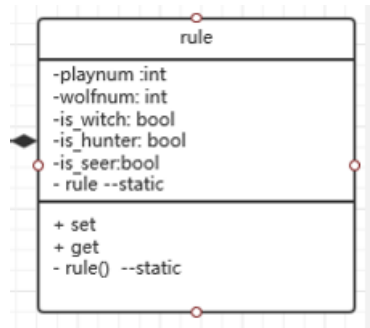 rule
-playnum :int
-wolfnum: int
-is_witch: bool
-is_hunter: bool
-is_seer:bool
- rule --static
+ set
+ get
- rule() --static